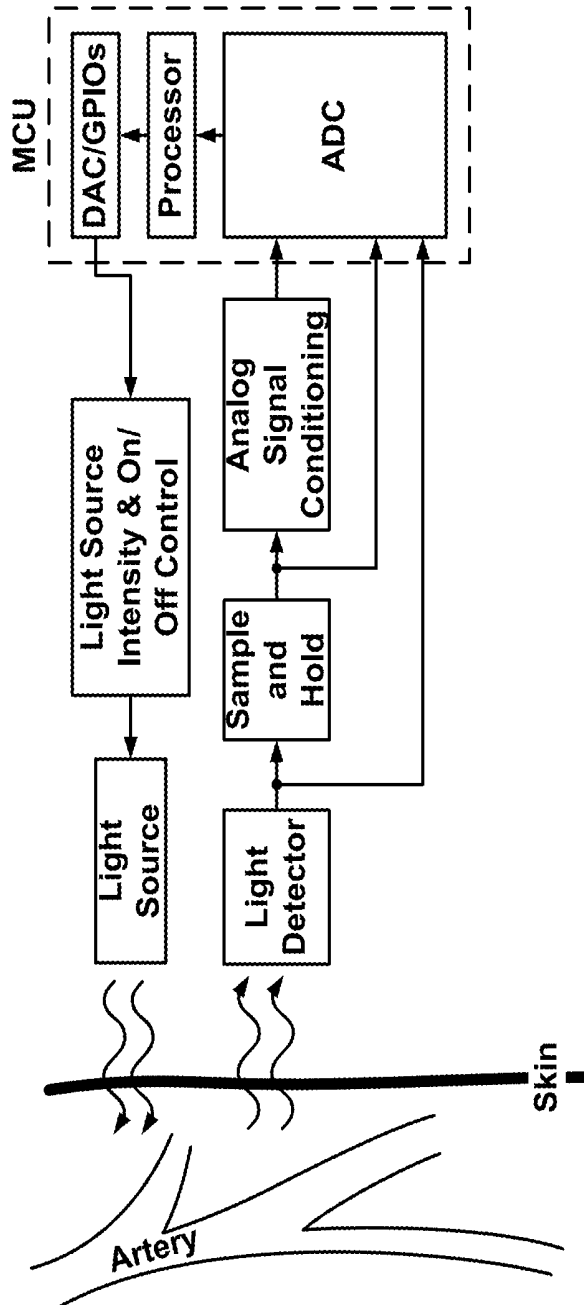 Artery
Skin
Light
Source
Light Source
Intensity & On/
Off Control
MCU
DAC/GPIOs
Processor
ADC
Light
Detector
Sample
and
Hold
Analog
Signal
Conditioning